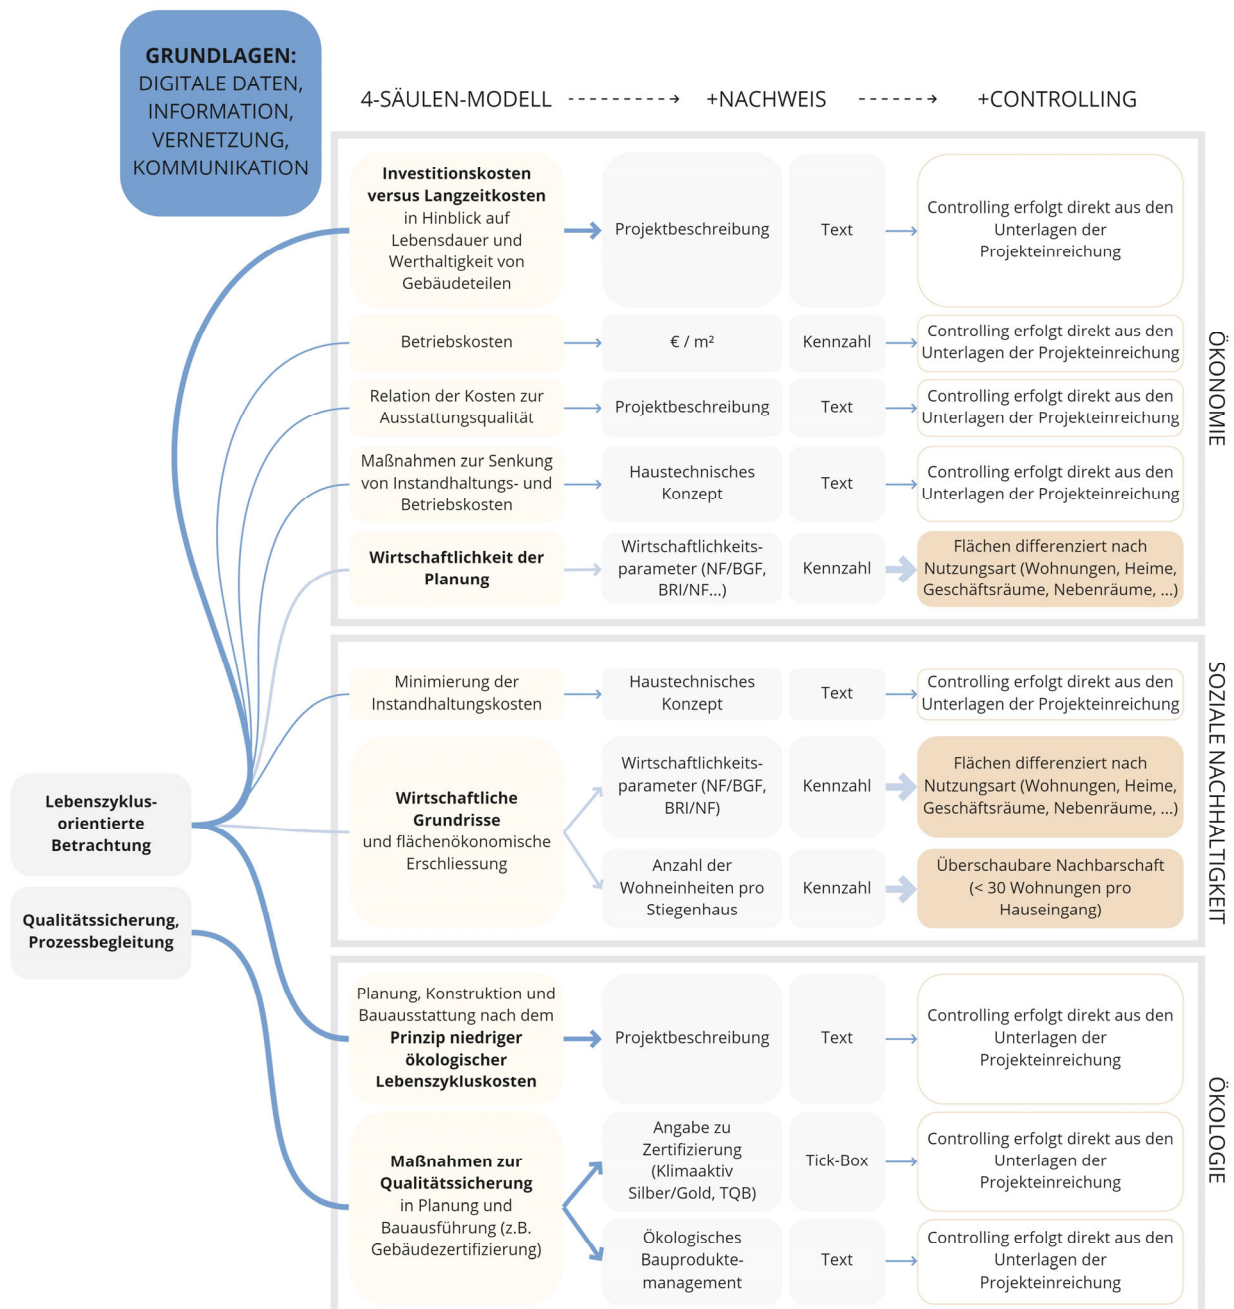 GRUNDLAGEN:
DIGITALE DATEN,
INFORMATION,
VERNETZUNG,
KOMMUNIKATION
4-SÄULEN-MODELL
+NACHWEIS
+CONTROLLING
Investitionskosten
versus Langzeitkosten
in Hinblick auf
Lebensdauer und
Werthaltigkeit von
Gebäudeteilen
Projektbeschreibung
Text
Controlling erfolgt direkt aus den
Unterlagen der
Projekteinreichung
Betriebskosten
€ / m²
Kennzahl
Controlling erfolgt direkt aus den
Unterlagen der Projekteinreichung
Relation der Kosten zur
Ausstattungsqualität
Projektbeschreibung
Text
Controlling erfolgt direkt aus den
Unterlagen der Projekteinreichung
Maßnahmen zur Senkung
von Instandhaltungs- und
Betriebskosten
Haustechnisches
Konzept
Text
Controlling erfolgt direkt aus den
Unterlagen der Projekteinreichung
Wirtschaftlichkeit der
Planung
Wirtschaftlichkeits-
parameter (NF/BGF,
BRI/NF...)
Kennzahl
Flächen differenziert nach
Nutzungsart (Wohnungen, Heime,
Geschäftsräume, Nebenräume, ...)
ÖKONOMIE
Minimierung der
Instandhaltungskosten
Haustechnisches
Konzept
Text
Controlling erfolgt direkt aus den
Unterlagen der Projekteinreichung
Wirtschaftliche
Grundrisse
und flächenökonomische
Erschliessung
Wirtschaftlichkeits-
parameter (NF/BGF,
BRI/NF)
Kennzahl
Flächen differenziert nach
Nutzungsart (Wohnungen, Heime,
Geschäftsräume, Nebenräume, ...)
Anzahl der
Wohneinheiten pro
Stiegenhaus
Kennzahl
Überschaubare Nachbarschaft
(< 30 Wohnungen pro
Hauseingang)
SOZIALE NACHHALTIGKEIT
Lebenszyklus-
orientierte
Betrachtung
Qualitätssicherung,
Prozessbegleitung
Planung, Konstruktion und
Bauausstattung nach dem
Prinzip niedriger
ökologischer
Lebenszykluskosten
Projektbeschreibung
Text
Controlling erfolgt direkt aus den
Unterlagen der
Projekteinreichung
Maßnahmen zur
Qualitätssicherung
in Planung und
Bauausführung (z.B.
Gebäudezertifizierung)
Angabe zu
Zertifizierung
(Klimaaktiv
Silber/Gold, TQB)
Tick-Box
Controlling erfolgt direkt aus den
Unterlagen der
Projekteinreichung
Ökologisches
Bauprodukte-
management
Text
Controlling erfolgt direkt aus den
Unterlagen der
Projekteinreichung
ÖKOLOGIE